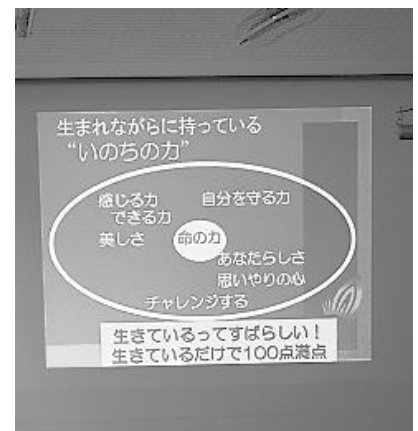 生まれながらに持っている
“いのちの力”
感じる力
できる力
自分を守る力
美しさ
命の力
あなたらしさ
思いやりの心
チャレンジする
生きているってすばらしい！
生きているだけで100点満点